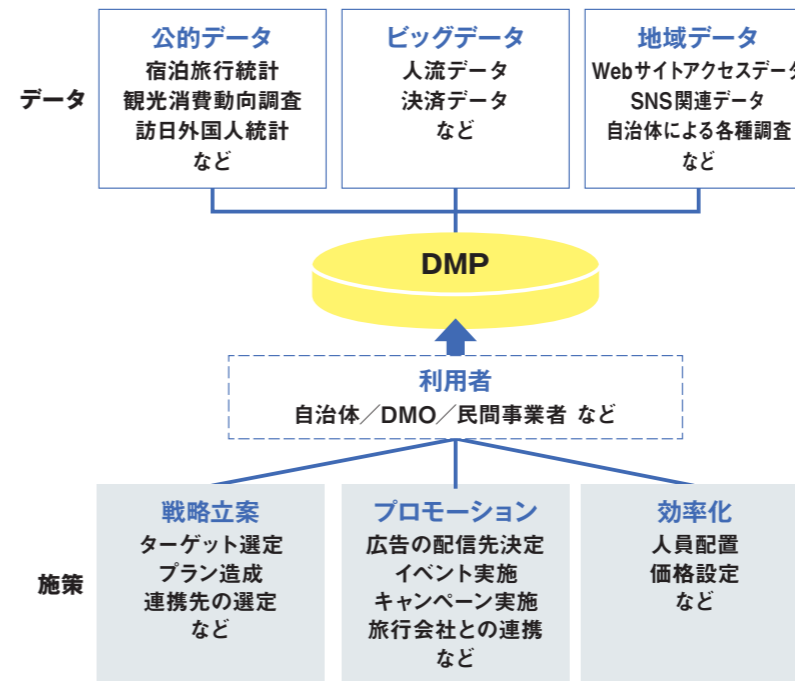 データ
公的データ
宿泊旅行統計
観光消費動向調査
訪日外国人統計
など
ビッグデータ
人流データ
決済データ
など
地域データ
Webサイトアクセスデータ
SNS関連データ
自治体による各種調査
など
DMP
利用者
自治体／DMO／民間事業者 など
施策
戦略立案
ターゲット選定
プラン造成
連携先の選定
など
プロモーション
広告の配信先決定
イベント実施
キャンペーン実施
旅行会社との連携
など
効率化
人員配置
価格設定
など